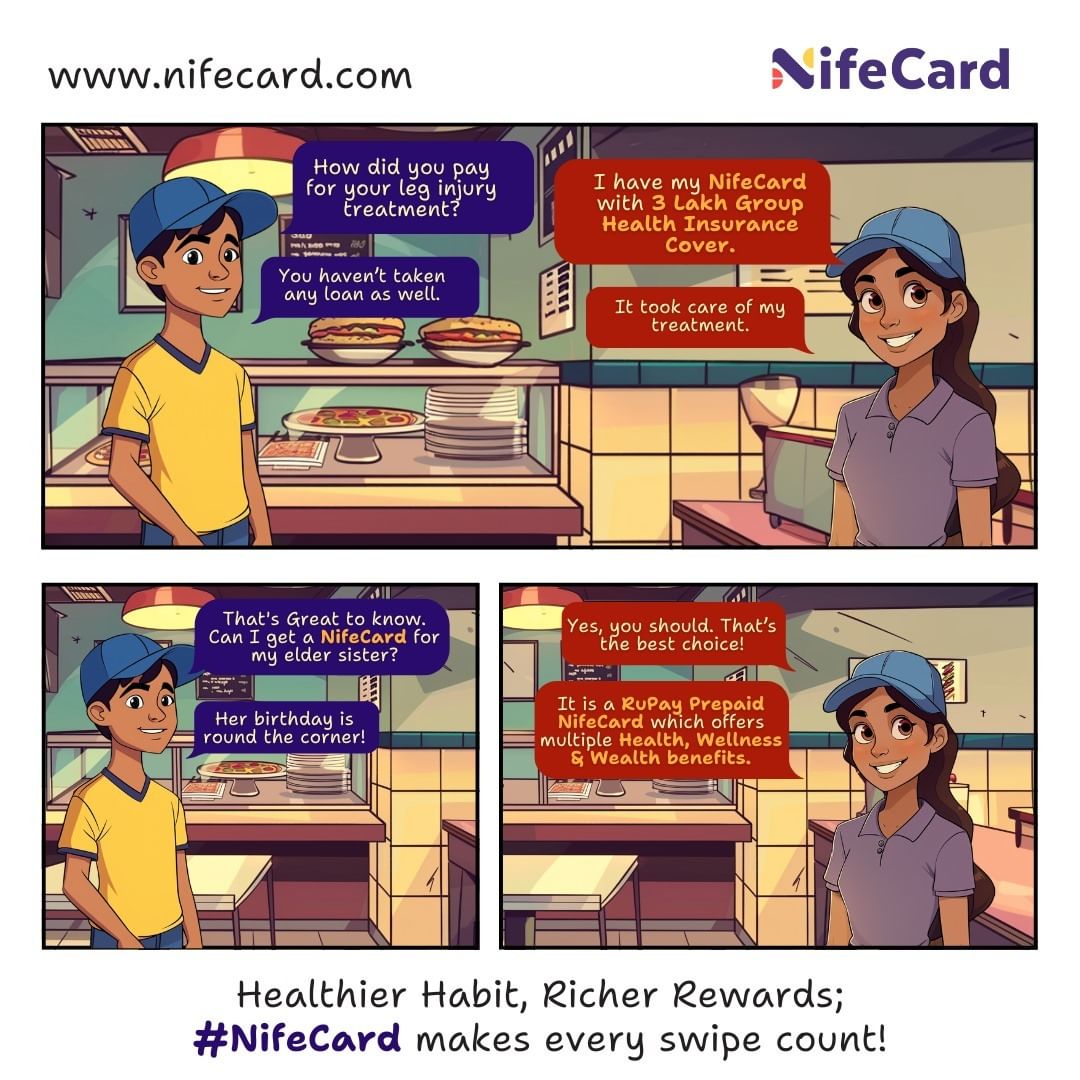 www.nifecard.com
NifeCard
How did you pay
for your leg injury
treatment?
You haven't taken
any loan as well.
I have my NifeCard
with 3 Lakh Group
Health Insurance
Cover.
It took care of my
treatment.
That's Great to know.
Can I get a NifeCard for
my elder sister?
Her birthday is
round the corner!
Yes, you should. That's
the best choice!
It is a RuPay Prepaid
NifeCard which offers
multiple Health, Wellness
& Wealth benefits.
Healthier Habit, Richer Rewards;
#NifeCard makes every swipe count!